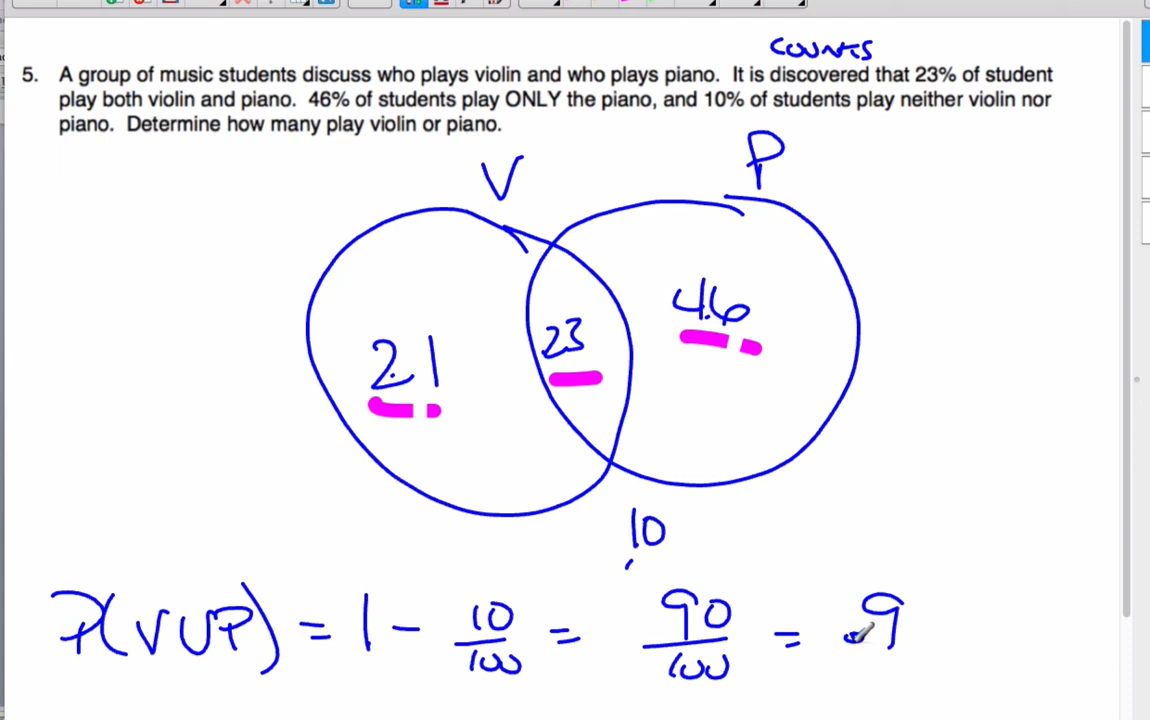 COUNTS
5. A group of music students discuss who plays violin and who plays piano. It is discovered that 23% of student
play both violin and piano. 46% of students play ONLY the piano, and 10% of students play neither violin nor
piano. Determine how many play violin or piano.
V
P
21
23
46
10
P(V∪P) = 1 - 10/100 = 90/100 = .9